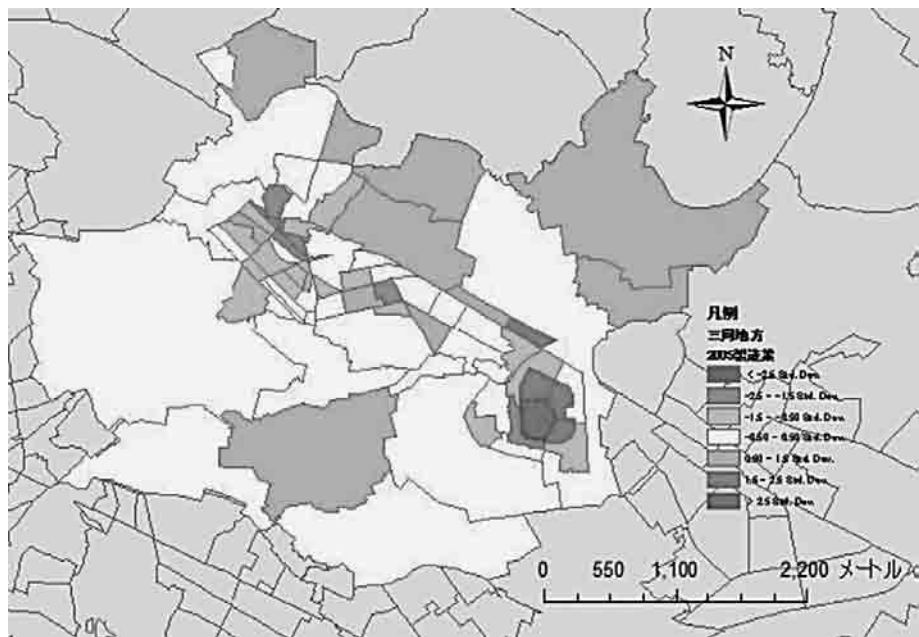 N
凡例
三岡地方
2005製造業
< -2.5 Std. Dev.
-2.5 - -1.5 Std. Dev.
-1.5 - -0.50 Std. Dev.
-0.50 - 0.50 Std. Dev.
0.50 - 1.5 Std. Dev.
1.5 - 2.5 Std. Dev.
> 2.5 Std. Dev.
0 550 1,100 2,200 メートル